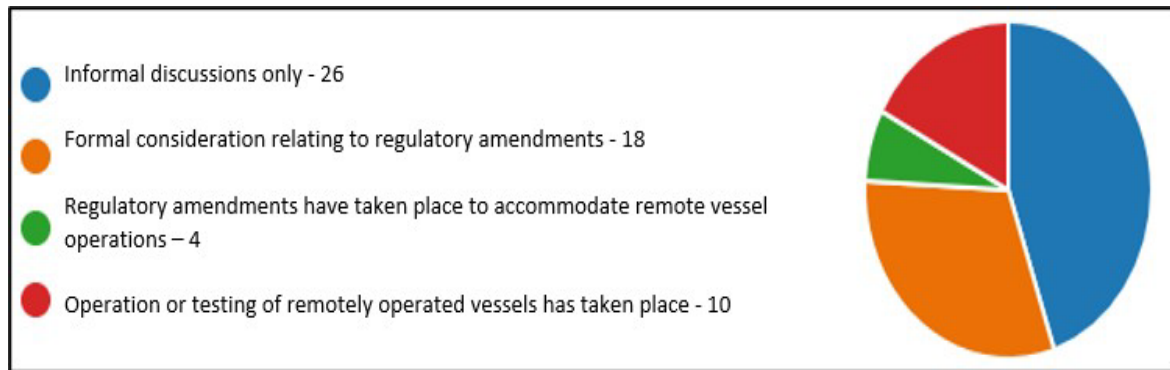 Informal discussions only - 26
Formal consideration relating to regulatory amendments - 18
Regulatory amendments have taken place to accommodate remote vessel
operations – 4
Operation or testing of remotely operated vessels has taken place - 10